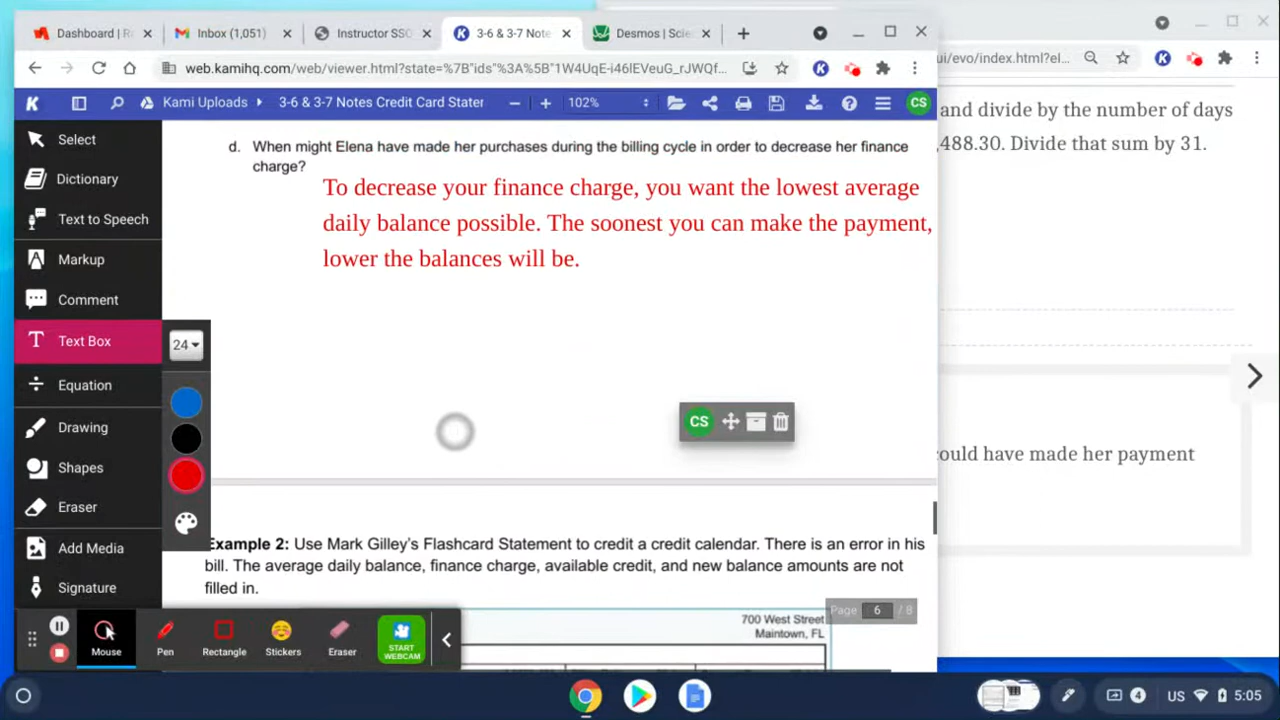 Dashboard | R
Inbox (1,051)
Instructor SSO
3-6 & 3-7 Note
Desmos | Scie
web.kamihq.com/web/viewer.html?state=%7B"ids"%3A%5B"1W4UqE-i46lEVeuG_rJWQf...
ui/evo/index.html?el...
Kami Uploads
3-6 & 3-7 Notes Credit Card Stater
102%
CS
Select
Dictionary
Text to Speech
Markup
Comment
Text Box
Equation
Drawing
Shapes
Eraser
Add Media
Signature
24
d. When might Elena have made her purchases during the billing cycle in order to decrease her finance
charge?
To decrease your finance charge, you want the lowest average
daily balance possible. The soonest you can make the payment,
lower the balances will be.
CS
Example 2: Use Mark Gilley's Flashcard Statement to credit a credit calendar. There is an error in his
bill. The average daily balance, finance charge, available credit, and new balance amounts are not
filled in.
Page 6 / 8
700 West Street
Maintown, FL
and divide by the number of days
,488.30. Divide that sum by 31.
ould have made her payment
Mouse
Pen
Rectangle
Stickers
Eraser
START
WEBCAM
4
US
5:05